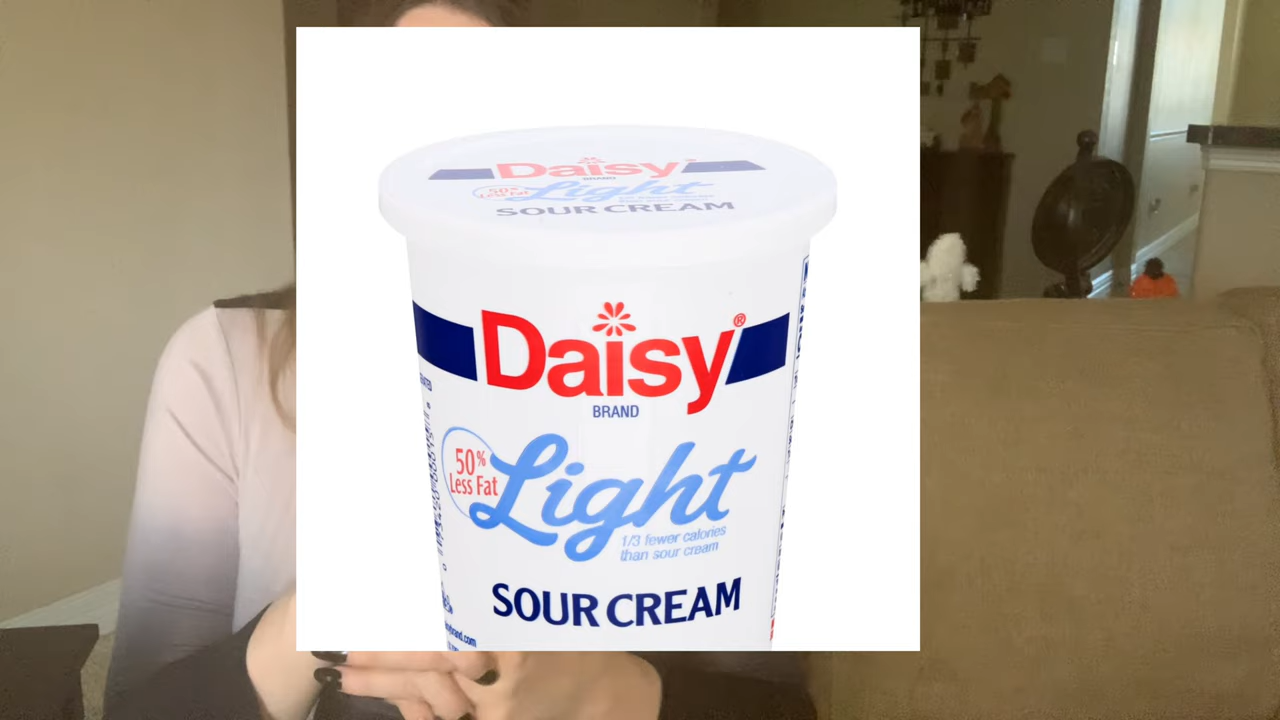 Daisy®
BRAND
50% Less Fat
Light
SOUR CREAM
Daisy®
BRAND
50%
Less Fat
Light
1/3 fewer calories
than sour cream
SOUR CREAM